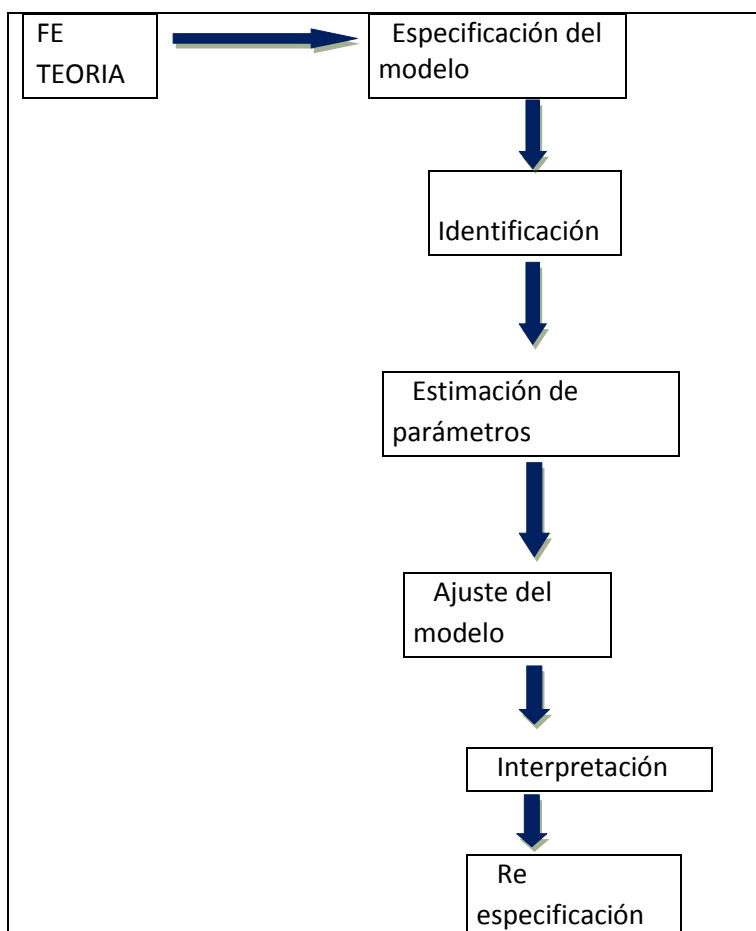 FE
TEORIA
Especificación del
modelo
Identificación
Estimación de
parámetros
Ajuste del
modelo
Interpretación
Re
especificación